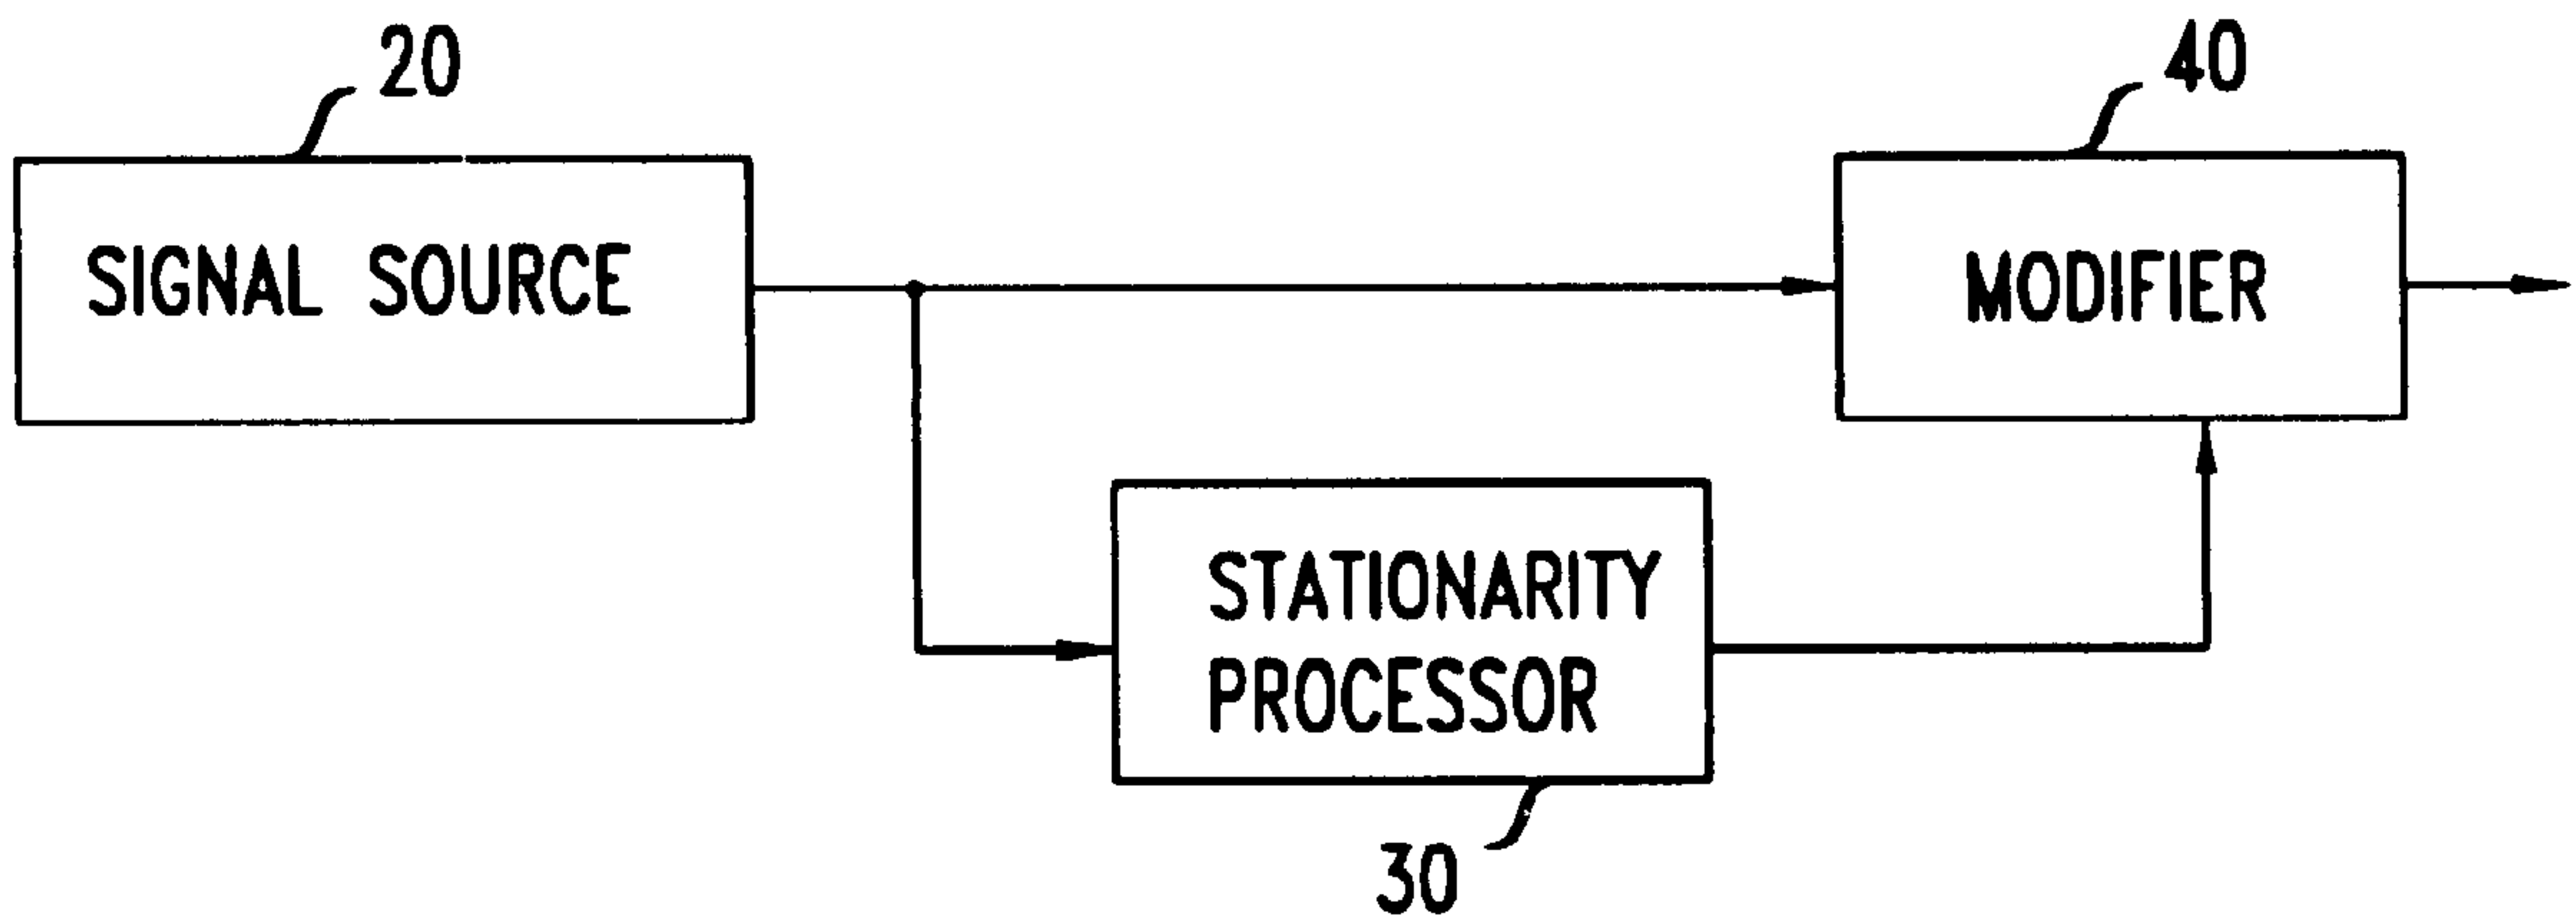 20
40
SIGNAL SOURCE
MODIFIER
STATIONARITY
PROCESSOR
30